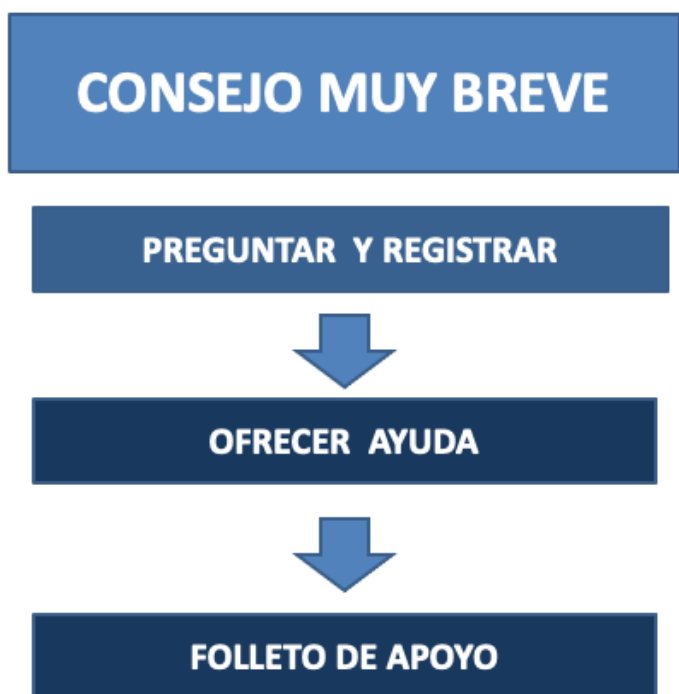 CONSEJO MUY BREVE
PREGUNTAR Y REGISTRAR
OFRECER AYUDA
FOLLETO DE APOYO